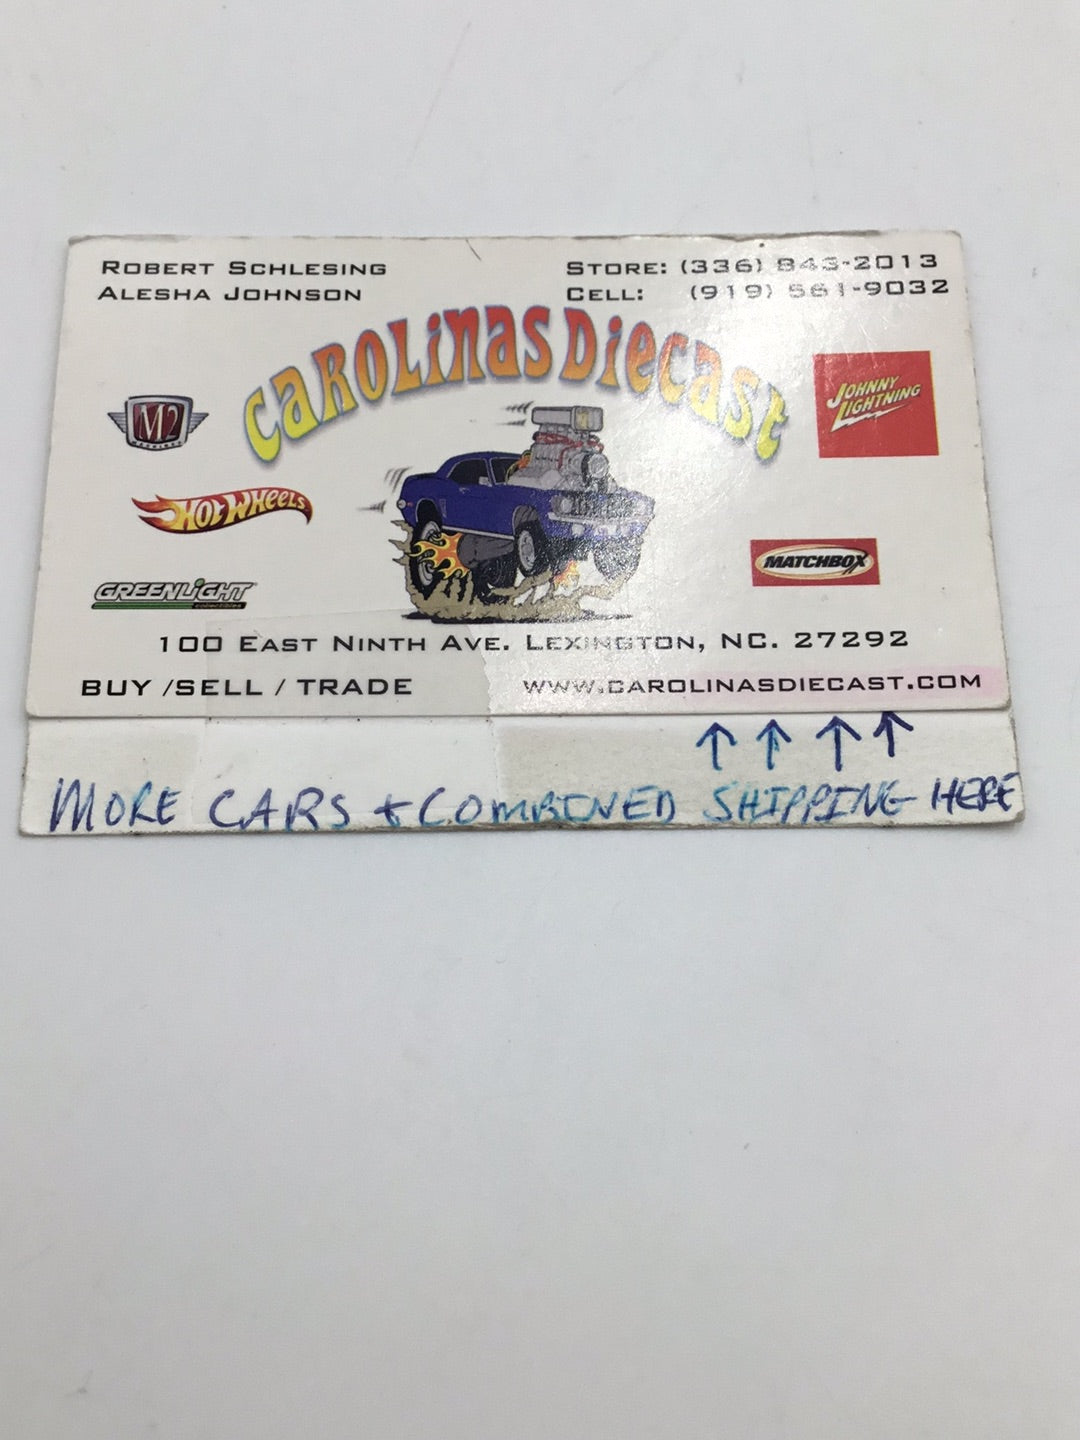 ROBERT SCHLESING
ALESHA JOHNSON
STORE: (336) 843-2013
CELL: (919) 561-9032
CAROLINAS DIECAST
M2
MACHINES
JOHNNY LIGHTNING
HOT WHEELS
MATCHBOX
GREENLIGHT
collectibles
100 EAST NINTH AVE. LEXINGTON, NC. 27292
BUY /SELL / TRADE
WWW.CAROLINASDIECAST.COM
↑ ↑ ↑ ↑
MORE CARS + COMBINED SHIPPING HERE